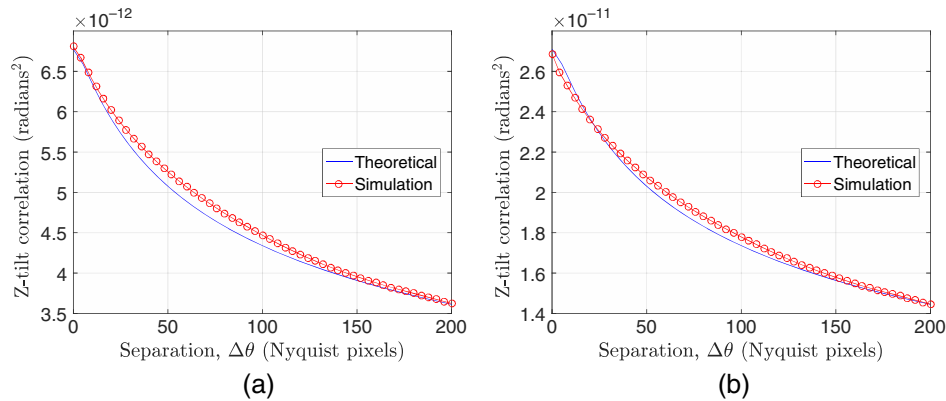 ×10⁻¹²
6.5
6
5.5
5
4.5
4
3.5
Z-tilt correlation (radians²)
Theoretical
Simulation
0 50 100 150 200
Separation, Δθ (Nyquist pixels)
(a)
×10⁻¹¹
2.6
2.4
2.2
2
1.8
1.6
1.4
Z-tilt correlation (radians²)
Theoretical
Simulation
0 50 100 150 200
Separation, Δθ (Nyquist pixels)
(b)